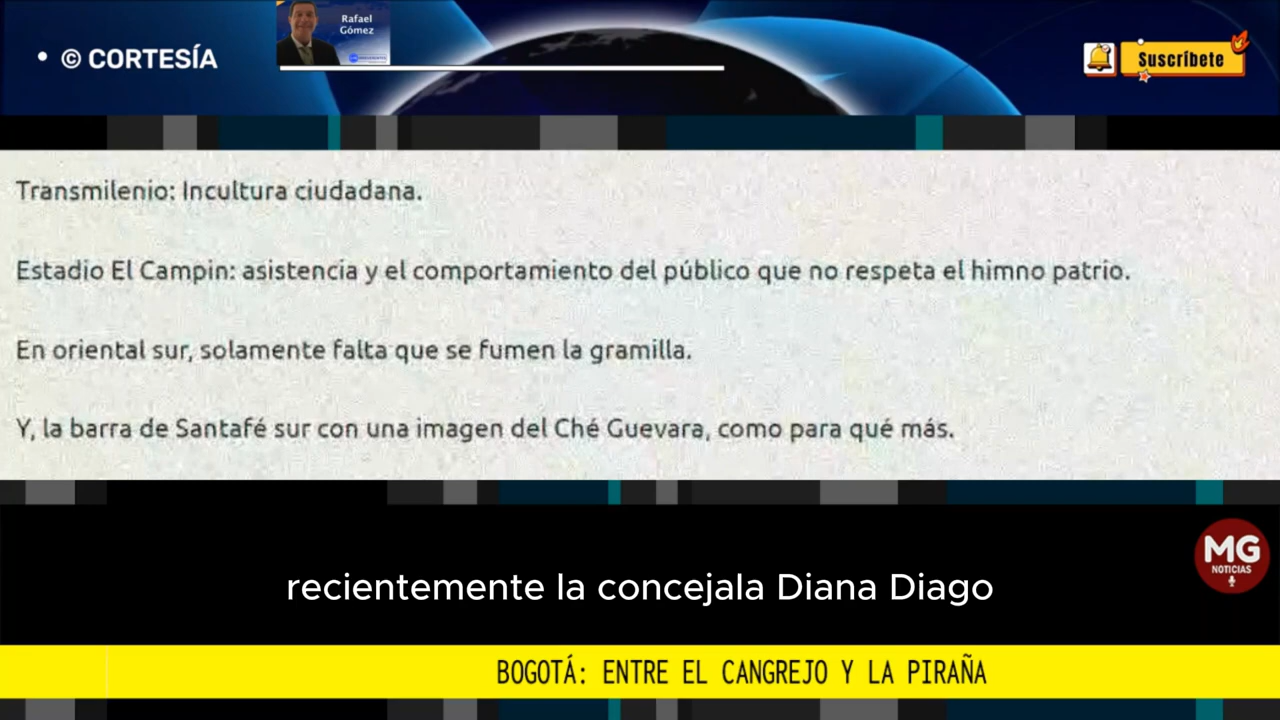 • © CORTESÍA
Rafael
Gómez
Suscríbete
Transmilenio: Incultura ciudadana.
Estadio El Campin: asistencia y el comportamiento del público que no respeta el himno patrio.
En oriental sur, solamente falta que se fumen la gramilla.
Y, la barra de Santafé sur con una imagen del Ché Guevara, como para qué más.
MG
NOTICIAS
recientemente la concejala Diana Diago
BOGOTÁ: ENTRE EL CANGREJO Y LA PIRAÑA